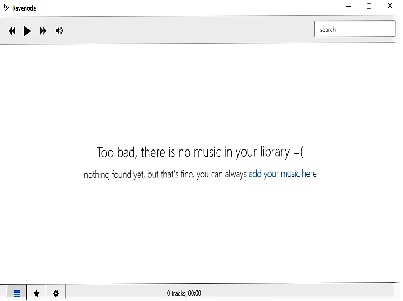 Havenode
search
Too bad, there is no music in your library =(
nothing found yet, but that's fine, you can always add your music here
0 tracks, 00:00